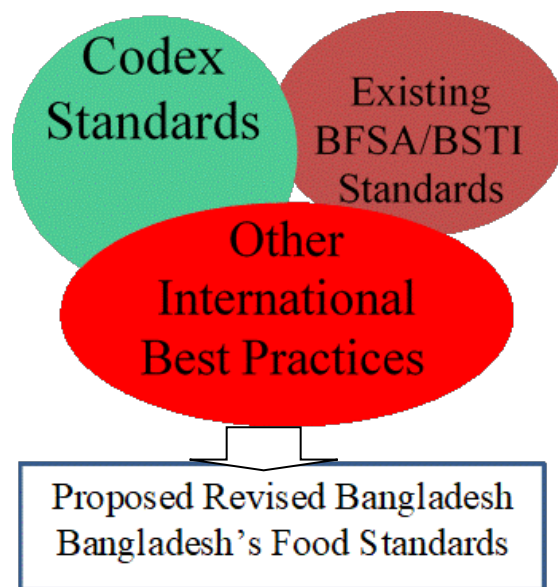 Codex
Standards
Existing
BFSA/BSTI
Standards
Other
International
Best Practices
Proposed Revised Bangladesh
Bangladesh’s Food Standards